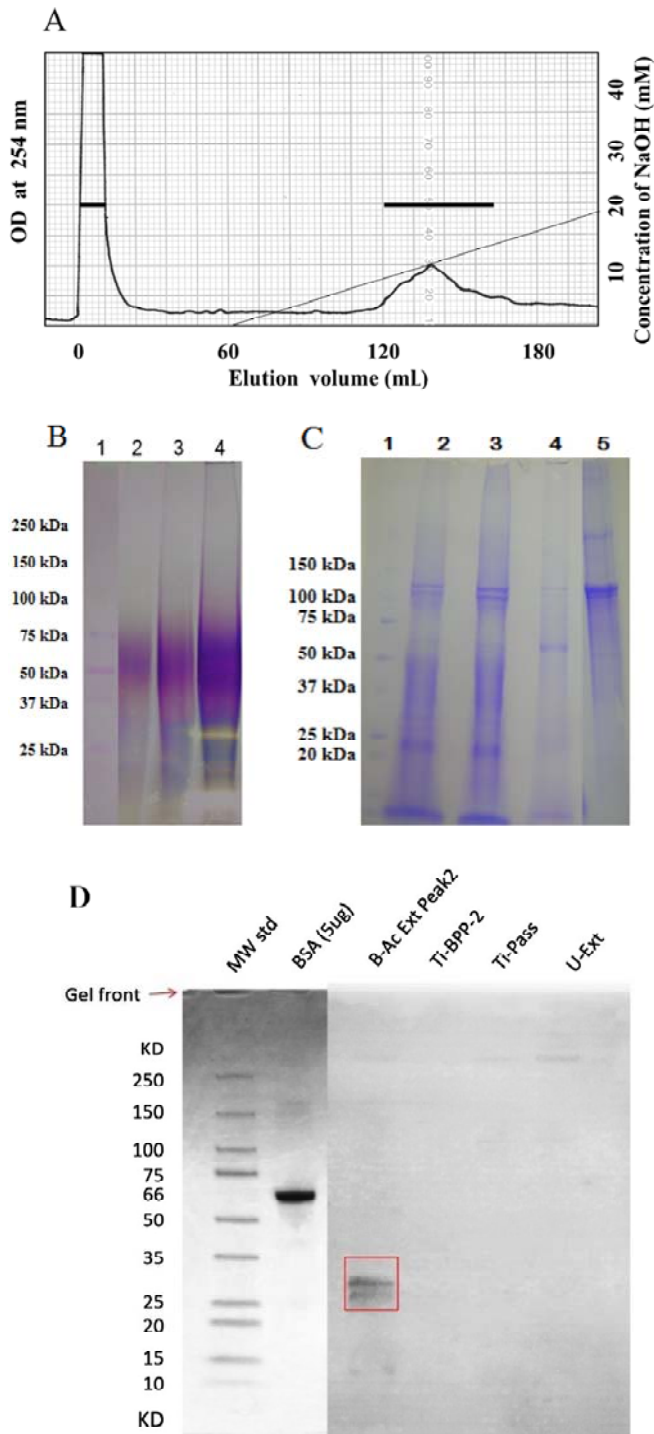 A
OD at 254 nm
Concentration of NaOH (mM)
40
30
20
10
0 60 120 180
Elution volume (mL)
B
1 2 3 4
250 kDa
150 kDa
100 kDa
75 kDa
50 kDa
37 kDa
25 kDa
C
1 2 3 4 5
150 kDa
100 kDa
75 kDa
50 kDa
37 kDa
25 kDa
20 kDa
D
MW std
BSA (5ug)
B-Ac Ext Peak2
Ti-BPP-2
Ti-Pass
U-Ext
Gel front
KD
250
150
100
75
66
50
35
25
20
15
10
KD